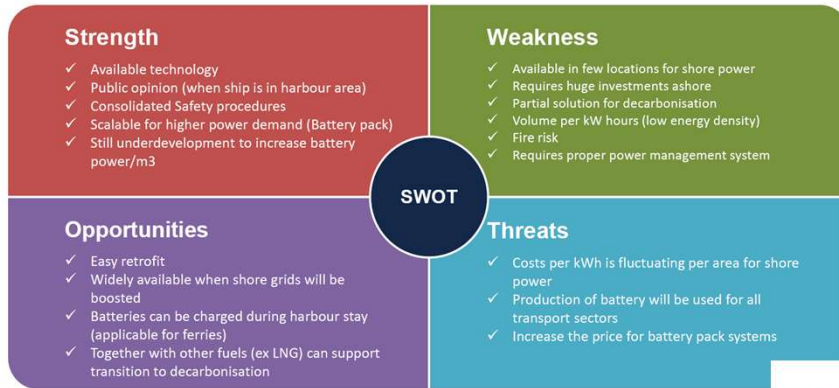 Strength
✓ Available technology
✓ Public opinion (when ship is in harbour area)
✓ Consolidated Safety procedures
✓ Scalable for higher power demand (Battery pack)
✓ Still underdevelopment to increase battery
power/m3
Weakness
✓ Available in few locations for shore power
✓ Requires huge investments ashore
✓ Partial solution for decarbonisation
✓ Volume per kW hours (low energy density)
✓ Fire risk
✓ Requires proper power management system
SWOT
Opportunities
✓ Easy retrofit
✓ Widely available when shore grids will be
boosted
✓ Batteries can be charged during harbour stay
(applicable for ferries)
✓ Together with other fuels (ex LNG) can support
transition to decarbonisation
Threats
✓ Costs per kWh is fluctuating per area for shore
power
✓ Production of battery will be used for all
transport sectors
✓ Increase the price for battery pack systems